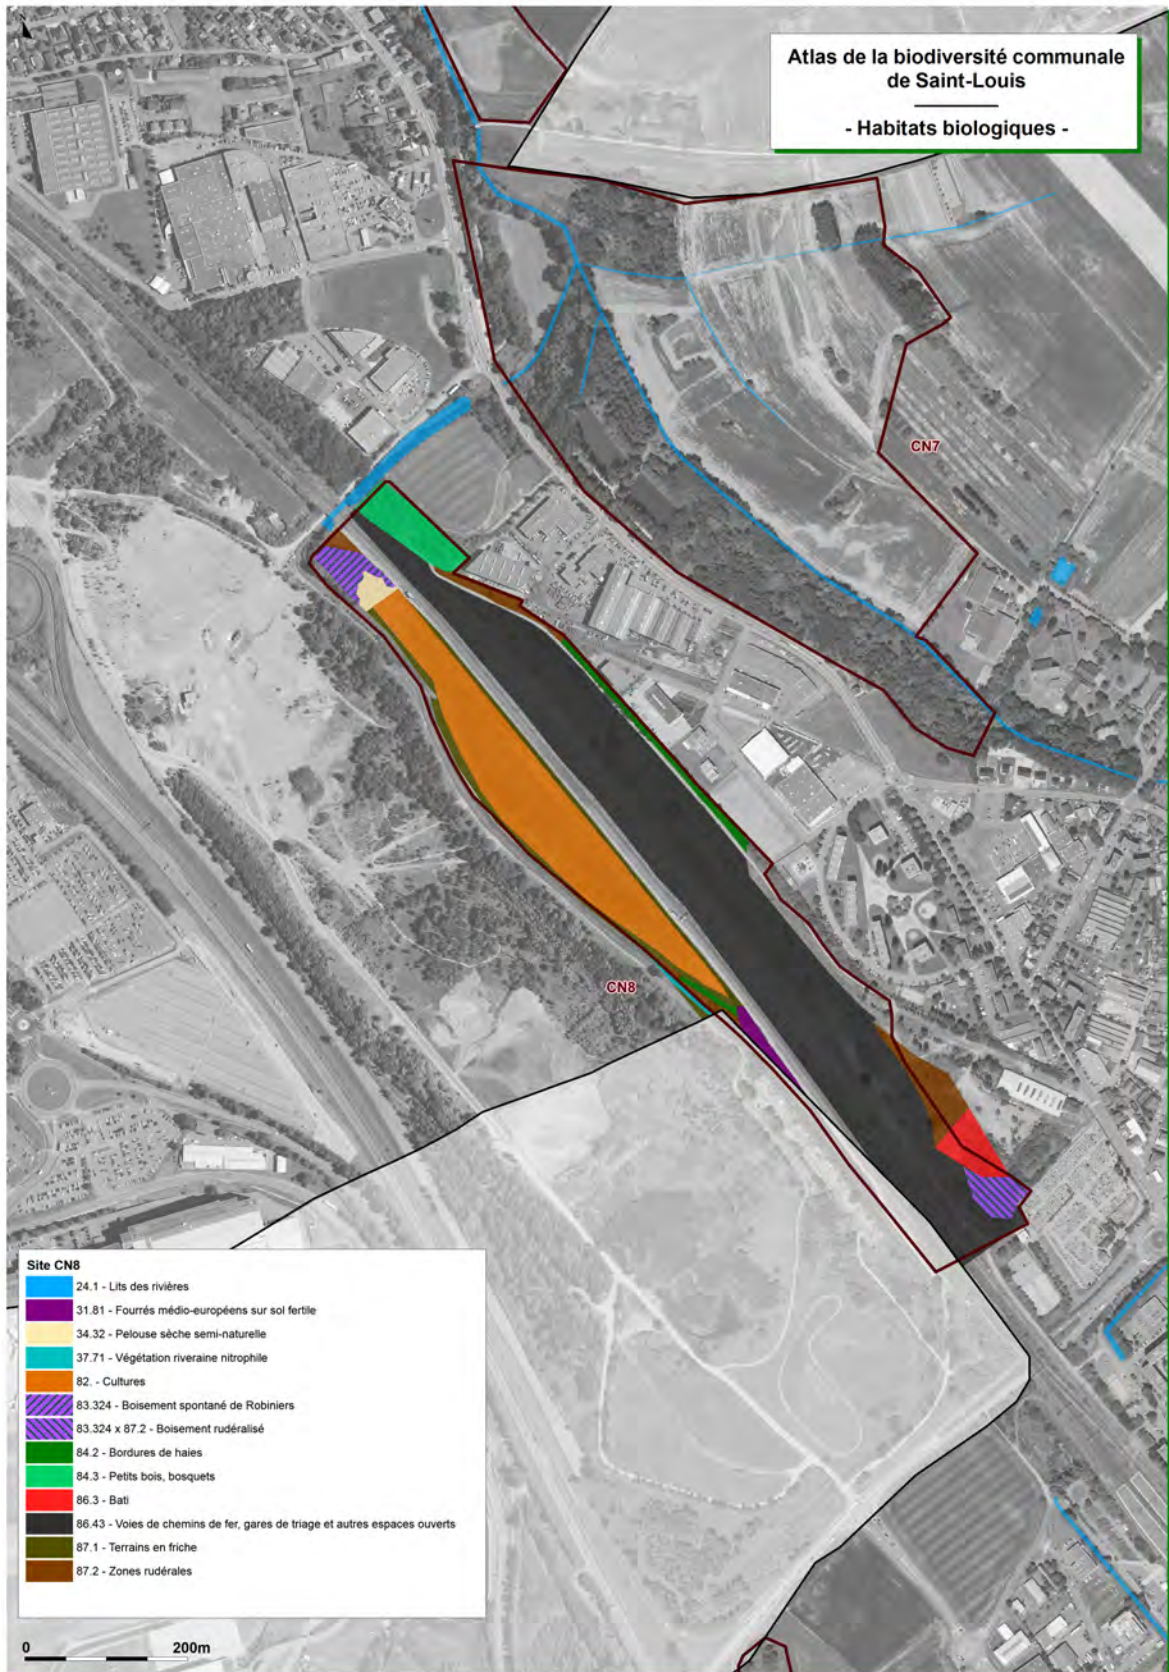 N
Atlas de la biodiversité communale
de Saint-Louis
- Habitats biologiques -
CN7
CN8
Site CN8
24.1 - Lits des rivières
31.81 - Fourrés médio-européens sur sol fertile
34.32 - Pelouse sèche semi-naturelle
37.71 - Végétation riveraine nitrophile
82. - Cultures
83.324 - Boisement spontané de Robiniers
83.324 x 87.2 - Boisement rudéralisé
84.2 - Bordures de haies
84.3 - Petits bois, bosquets
86.3 - Bati
86.43 - Voies de chemins de fer, gares de triage et autres espaces ouverts
87.1 - Terrains en friche
87.2 - Zones rudérales
0 200m